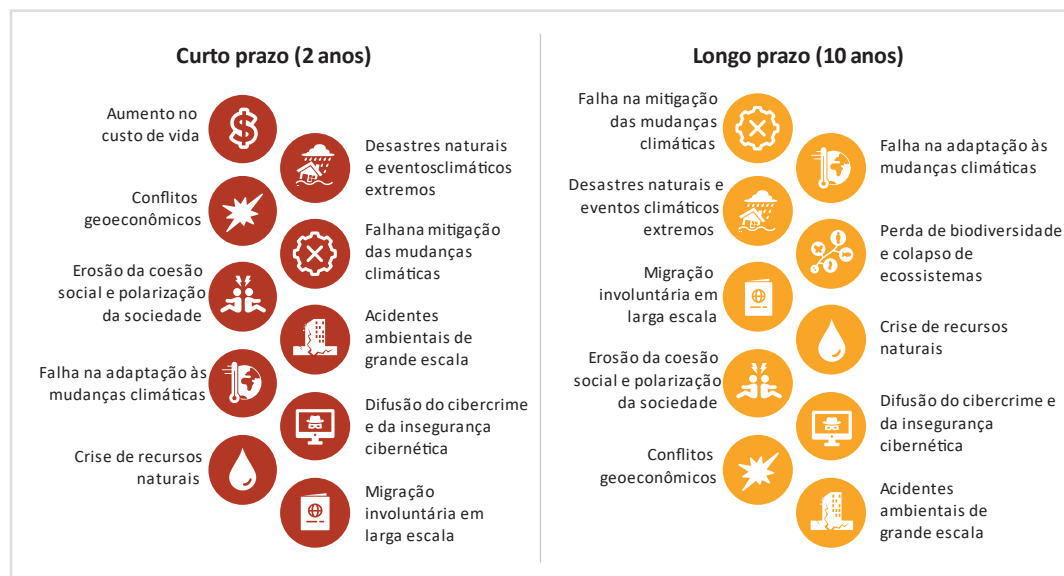 Curto prazo (2 anos)
Aumento no
custo de vida
Desastres naturais
e eventosclimáticos
extremos
Conflitos
geoeconômicos
Falhana mitigação
das mudanças
climáticas
Erosão da coesão
social e polarização
da sociedade
Acidentes
ambientais de
grande escala
Falha na adaptação às
mudanças climáticas
Difusão do cibercrime
e da insegurança
cibernética
Crise de recursos
naturais
Migração
involuntária em
larga escala
Longo prazo (10 anos)
Falha na mitigação
das mudanças
climáticas
Falha na adaptação às
mudanças climáticas
Desastres naturais e
eventos climáticos
extremos
Perda de biodiversidade
e colapso de
ecossistemas
Migração
involuntária em
larga escala
Crise de recursos
naturais
Erosão da coesão
social e polarização
da sociedade
Difusão do cibercrime e
da insegurança
cibernética
Conflitos
geoeconômicos
Acidentes
ambientais de
grande escala